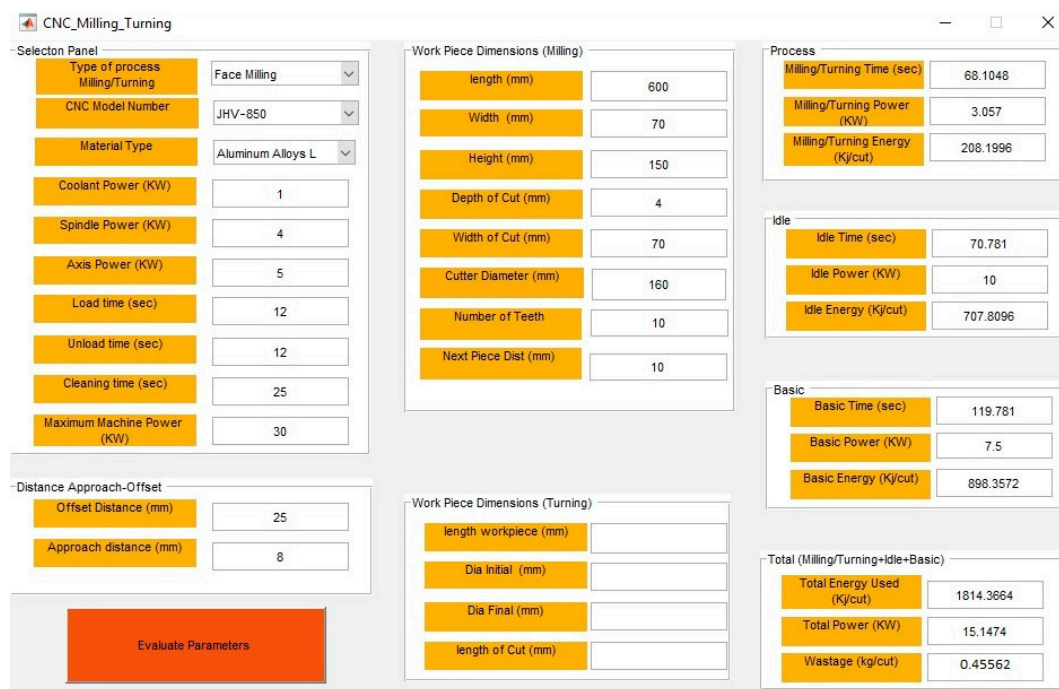 CNC_Milling_Turning
Selecton Panel
Type of process
Milling/Turning
Face Milling
CNC Model Number
JHV-850
Material Type
Aluminum Alloys L
Coolant Power (KW)
1
Spindle Power (KW)
4
Axis Power (KW)
5
Load time (sec)
12
Unload time (sec)
12
Cleaning time (sec)
25
Maximum Machine Power
(KW)
30
Distance Approach-Offset
Offset Distance (mm)
25
Approach distance (mm)
8
Evaluate Parameters
Work Piece Dimensions (Milling)
length (mm)
600
Width (mm)
70
Height (mm)
150
Depth of Cut (mm)
4
Width of Cut (mm)
70
Cutter Diameter (mm)
160
Number of Teeth
10
Next Piece Dist (mm)
10
Work Piece Dimensions (Turning)
length workpiece (mm)
Dia Initial (mm)
Dia Final (mm)
length of Cut (mm)
Process
Milling/Turning Time (sec)
68.1048
Milling/Turning Power
(KW)
3.057
Milling/Turning Energy
(Kj/cut)
208.1996
Idle
Idle Time (sec)
70.781
Idle Power (KW)
10
Idle Energy (Kj/cut)
707.8096
Basic
Basic Time (sec)
119.781
Basic Power (KW)
7.5
Basic Energy (Kj/cut)
898.3572
Total (Milling/Turning+Idle+Basic)
Total Energy Used
(Kj/cut)
1814.3664
Total Power (KW)
15.1474
Wastage (kg/cut)
0.45562